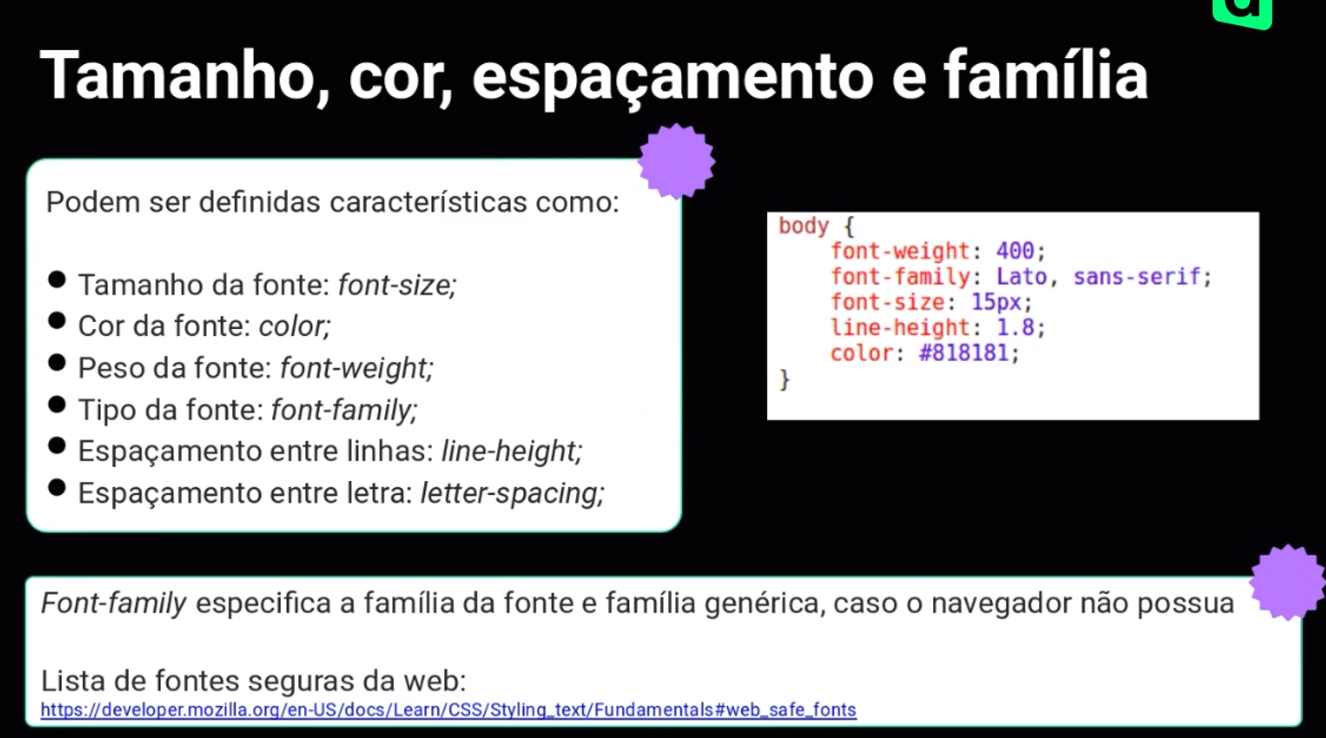 Tamanho, cor, espaçamento e família
Podem ser definidas características como:
● Tamanho da fonte: font-size;
● Cor da fonte: color;
● Peso da fonte: font-weight;
● Tipo da fonte: font-family;
● Espaçamento entre linhas: line-height;
● Espaçamento entre letra: letter-spacing;
body {
    font-weight: 400;
    font-family: Lato, sans-serif;
    font-size: 15px;
    line-height: 1.8;
    color: #818181;
}
Font-family especifica a família da fonte e família genérica, caso o navegador não possua
Lista de fontes seguras da web:
https://developer.mozilla.org/en-US/docs/Learn/CSS/Styling_text/Fundamentals#web_safe_fonts